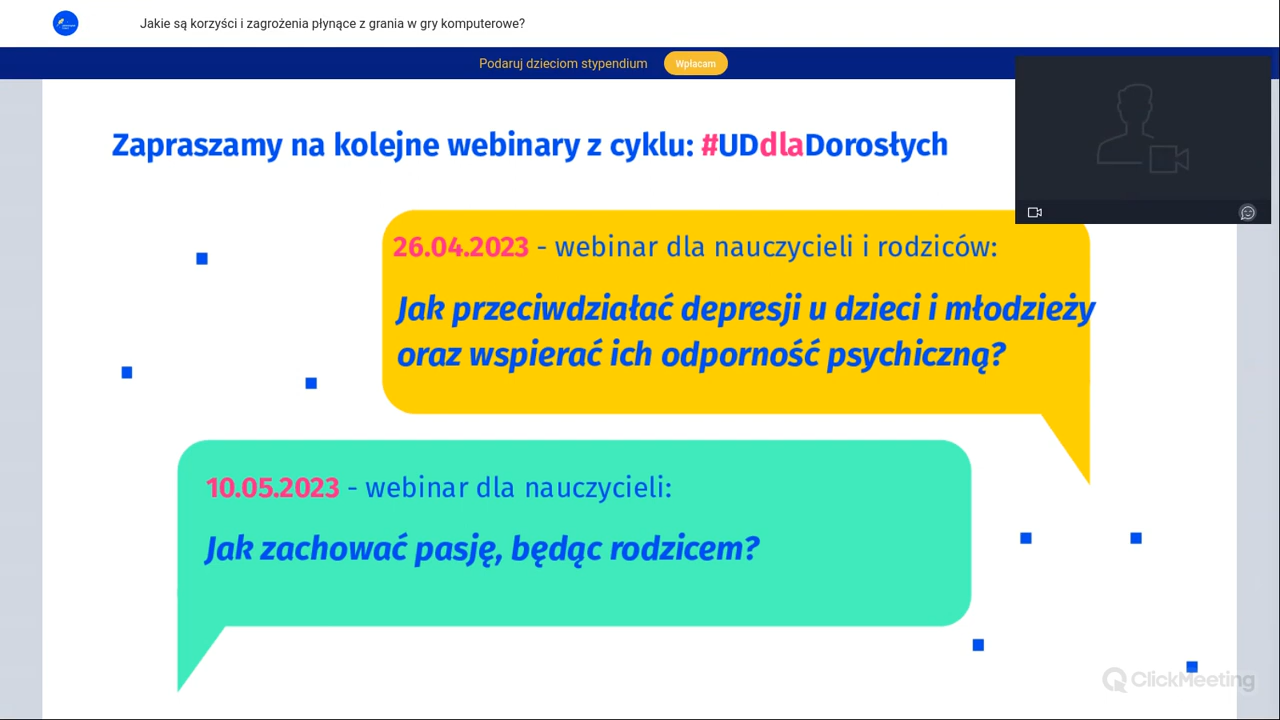 Jakie są korzyści i zagrożenia płynące z grania w gry komputerowe?
Podaruj dzieciom stypendium
Wpłacam
Zapraszamy na kolejne webinary z cyklu: #UDdlaDorosłych
26.04.2023 - webinar dla nauczycieli i rodziców:
Jak przeciwdziałać depresji u dzieci i młodzieży
oraz wspierać ich odporność psychiczną?
10.05.2023 - webinar dla nauczycieli:
Jak zachować pasję, będąc rodzicem?
ClickMeeting